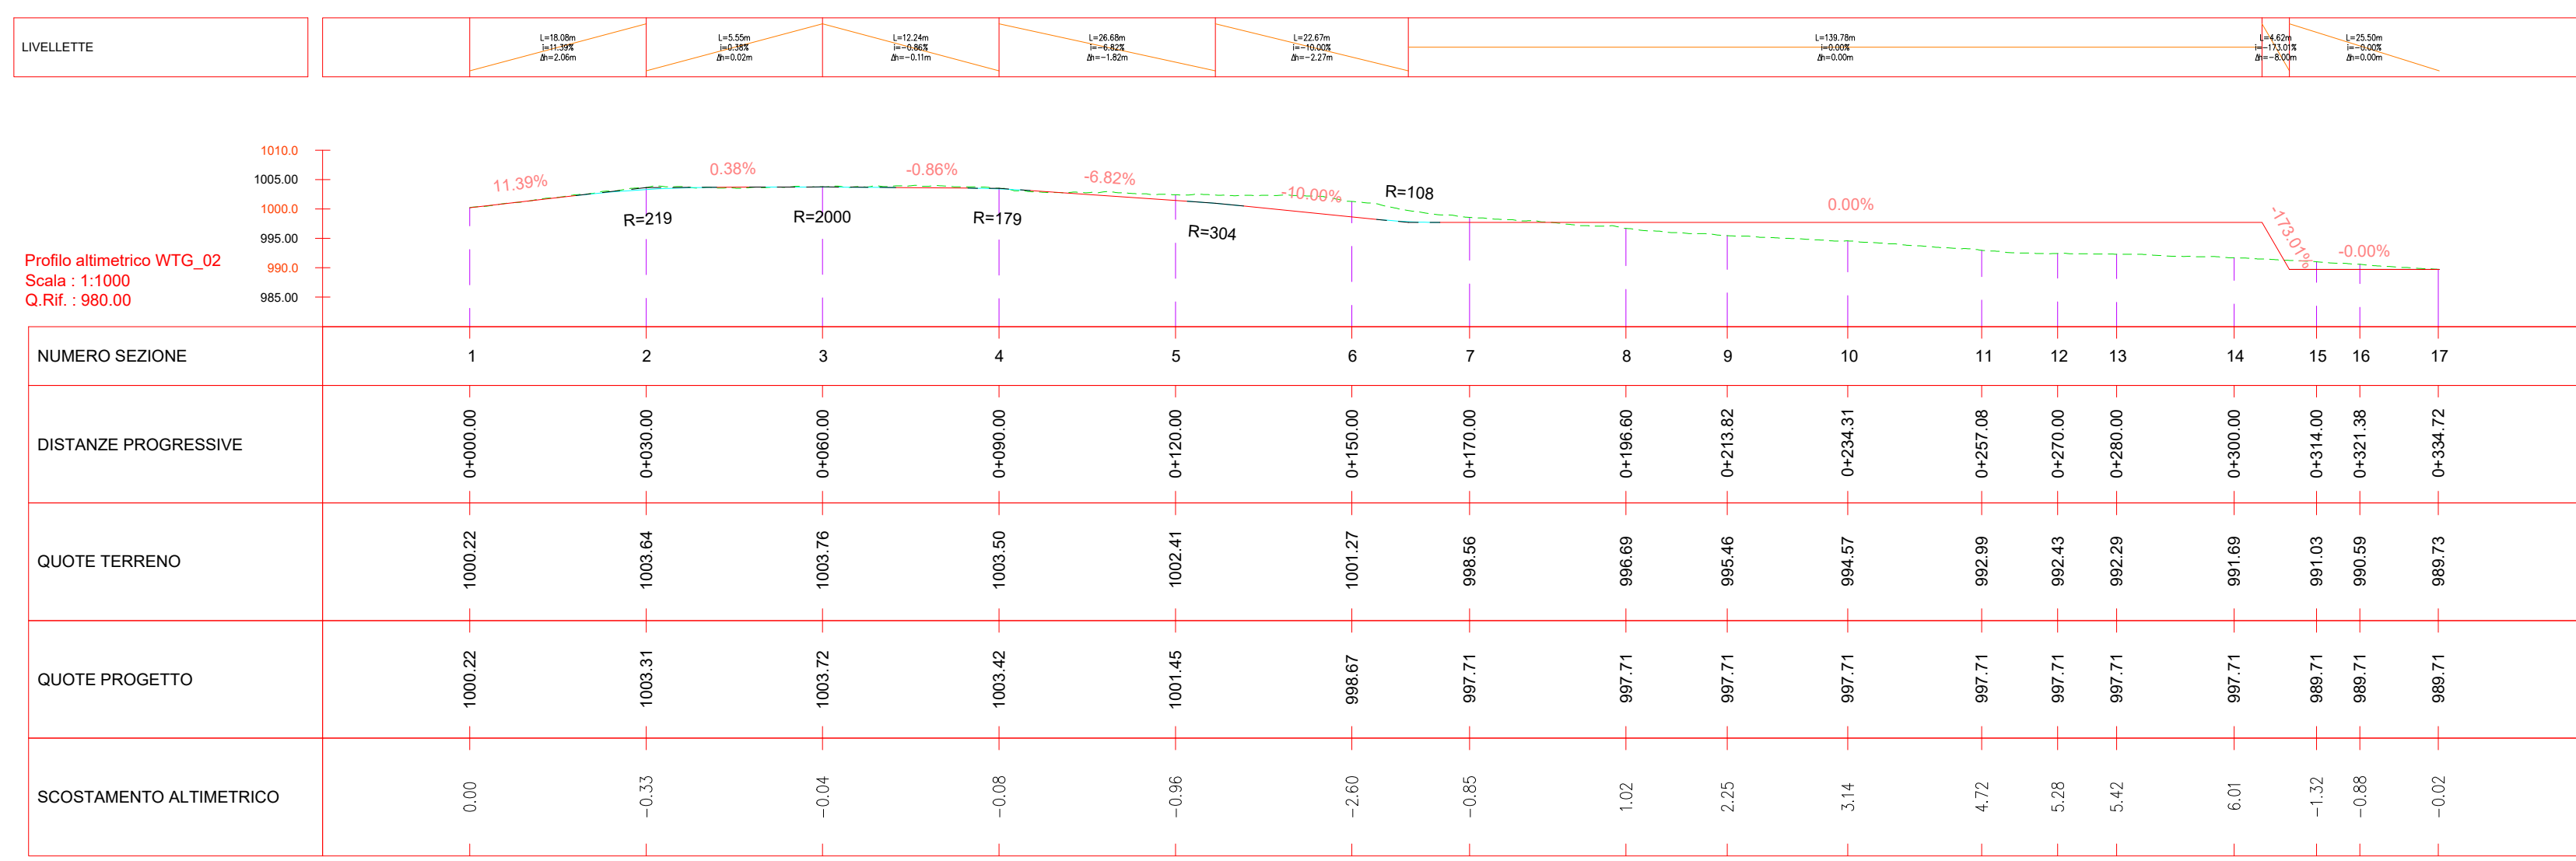 LIVELLETTE
L=18.08m
i=11.39%
Δh=2.06m
L=5.55m
i=0.38%
Δh=0.02m
L=12.24m
i=-0.86%
Δh=-0.11m
L=26.68m
i=-6.82%
Δh=-1.82m
L=22.67m
i=-10.00%
Δh=-2.27m
L=139.78m
i=0.00%
Δh=0.00m
L=4.62m
i=-173.01%
Δh=-8.00m
L=25.50m
i=-0.00%
Δh=0.00m
1010.0
1005.00
1000.0
995.00
990.0
985.00
Profilo altimetrico WTG_02
Scala : 1:1000
Q.Rif. : 980.00
11.39%
0.38%
-0.86%
-6.82%
-10.00%
0.00%
-173.01%
-0.00%
R=219
R=2000
R=179
R=304
R=108
NUMERO SEZIONE 1 2 3 4 5 6 7 8 9 10 11 12 13 14 15 16 17
DISTANZE PROGRESSIVE 0+000.00 0+030.00 0+060.00 0+090.00 0+120.00 0+150.00 0+170.00 0+196.60 0+213.82 0+234.31 0+257.08 0+270.00 0+280.00 0+300.00 0+314.00 0+321.38 0+334.72
QUOTE TERRENO 1000.22 1003.64 1003.76 1003.50 1002.41 1001.27 998.56 996.69 995.46 994.57 992.99 992.43 992.29 991.69 991.03 990.59 989.73
QUOTE PROGETTO 1000.22 1003.31 1003.72 1003.42 1001.45 998.67 997.71 997.71 997.71 997.71 997.71 997.71 997.71 997.71 989.71 989.71 989.71
SCOSTAMENTO ALTIMETRICO 0.00 -0.33 -0.04 -0.08 -0.96 -2.60 -0.85 1.02 2.25 3.14 4.72 5.28 5.42 6.01 -1.32 -0.88 -0.02